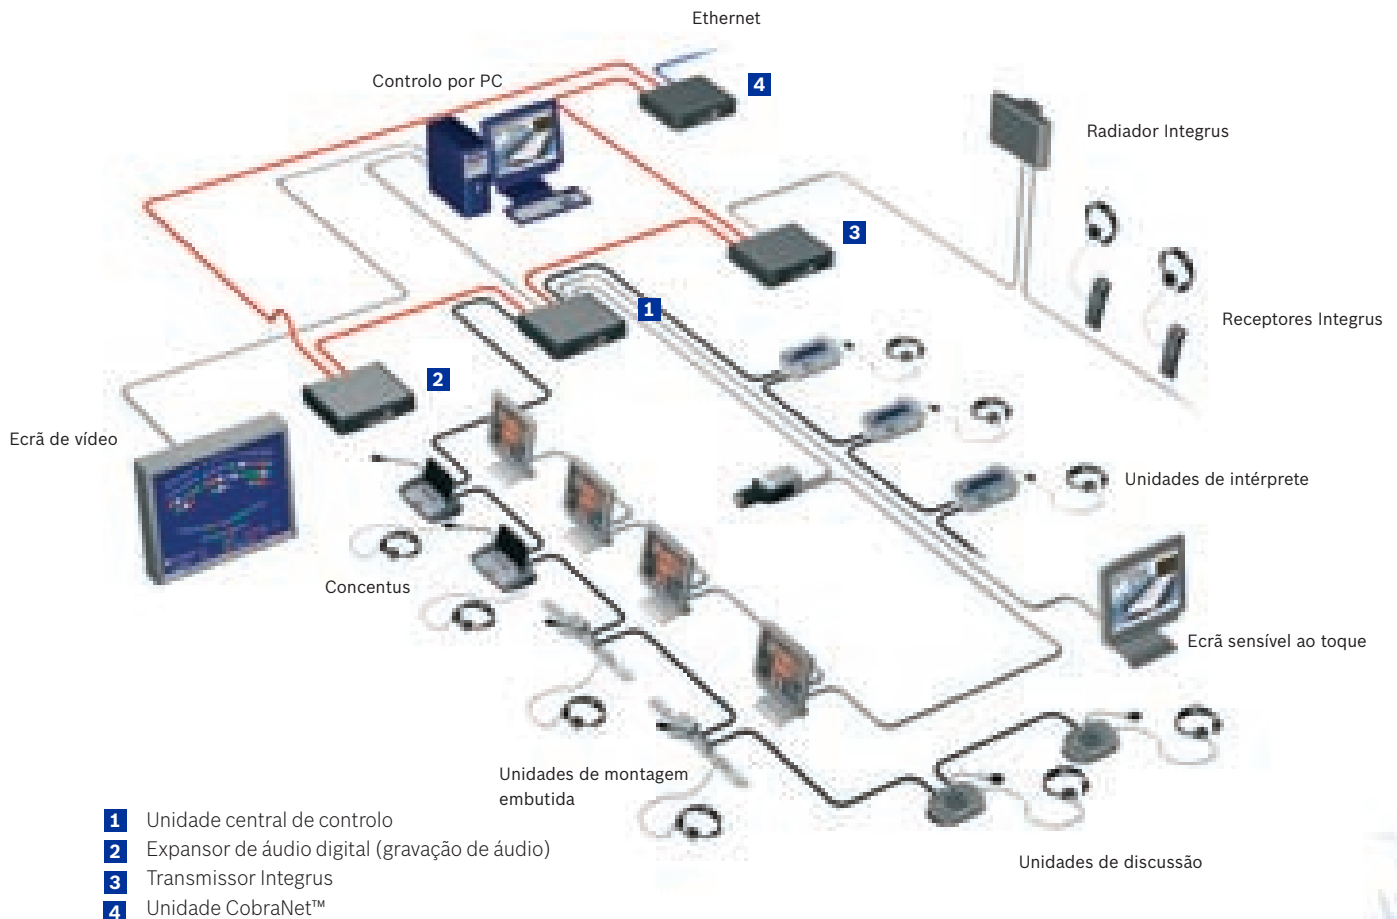 Ethernet
Controlo por PC
4
Radiador Integrus
3
1
Receptores Integrus
2
Ecrã de vídeo
Unidades de intérprete
Concentus
Ecrã sensível ao toque
Unidades de montagem
embutida
Unidades de discussão
1 Unidade central de controlo
2 Expansor de áudio digital (gravação de áudio)
3 Transmissor Integrus
4 Unidade CobraNet™